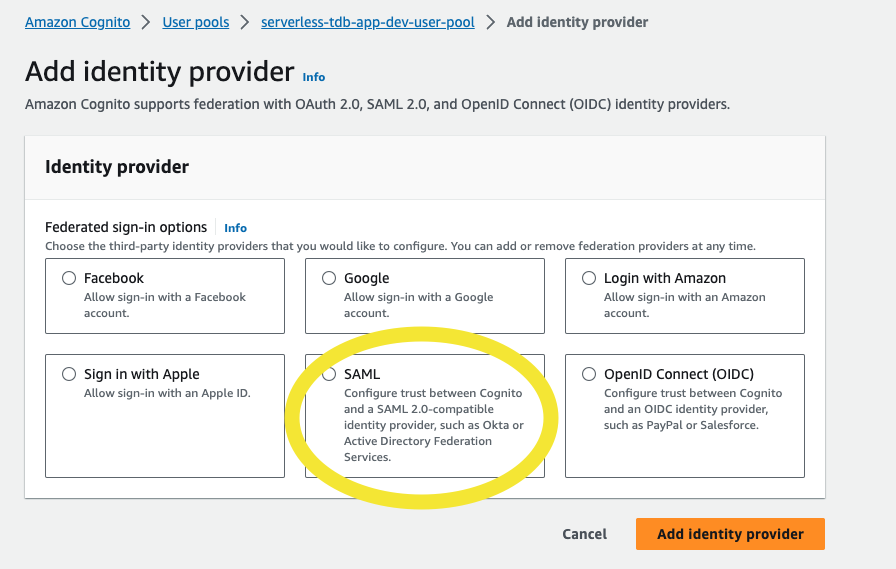 Amazon Cognito > User pools > serverless-tdb-app-dev-user-pool > Add identity provider
Add identity provider Info
Amazon Cognito supports federation with OAuth 2.0, SAML 2.0, and OpenID Connect (OIDC) identity providers.
Identity provider
Federated sign-in options Info
Choose the third-party identity providers that you would like to configure. You can add or remove federation providers at any time.
Facebook
Allow sign-in with a Facebook
account.
Google
Allow sign-in with a Google
account.
Login with Amazon
Allow sign-in with an Amazon
account.
Sign in with Apple
Allow sign-in with an Apple ID.
SAML
Configure trust between Cognito
and a SAML 2.0-compatible
identity provider, such as Okta or
Active Directory Federation
Services.
OpenID Connect (OIDC)
Configure trust between Cognito
and an OIDC identity provider,
such as PayPal or Salesforce.
Cancel Add identity provider